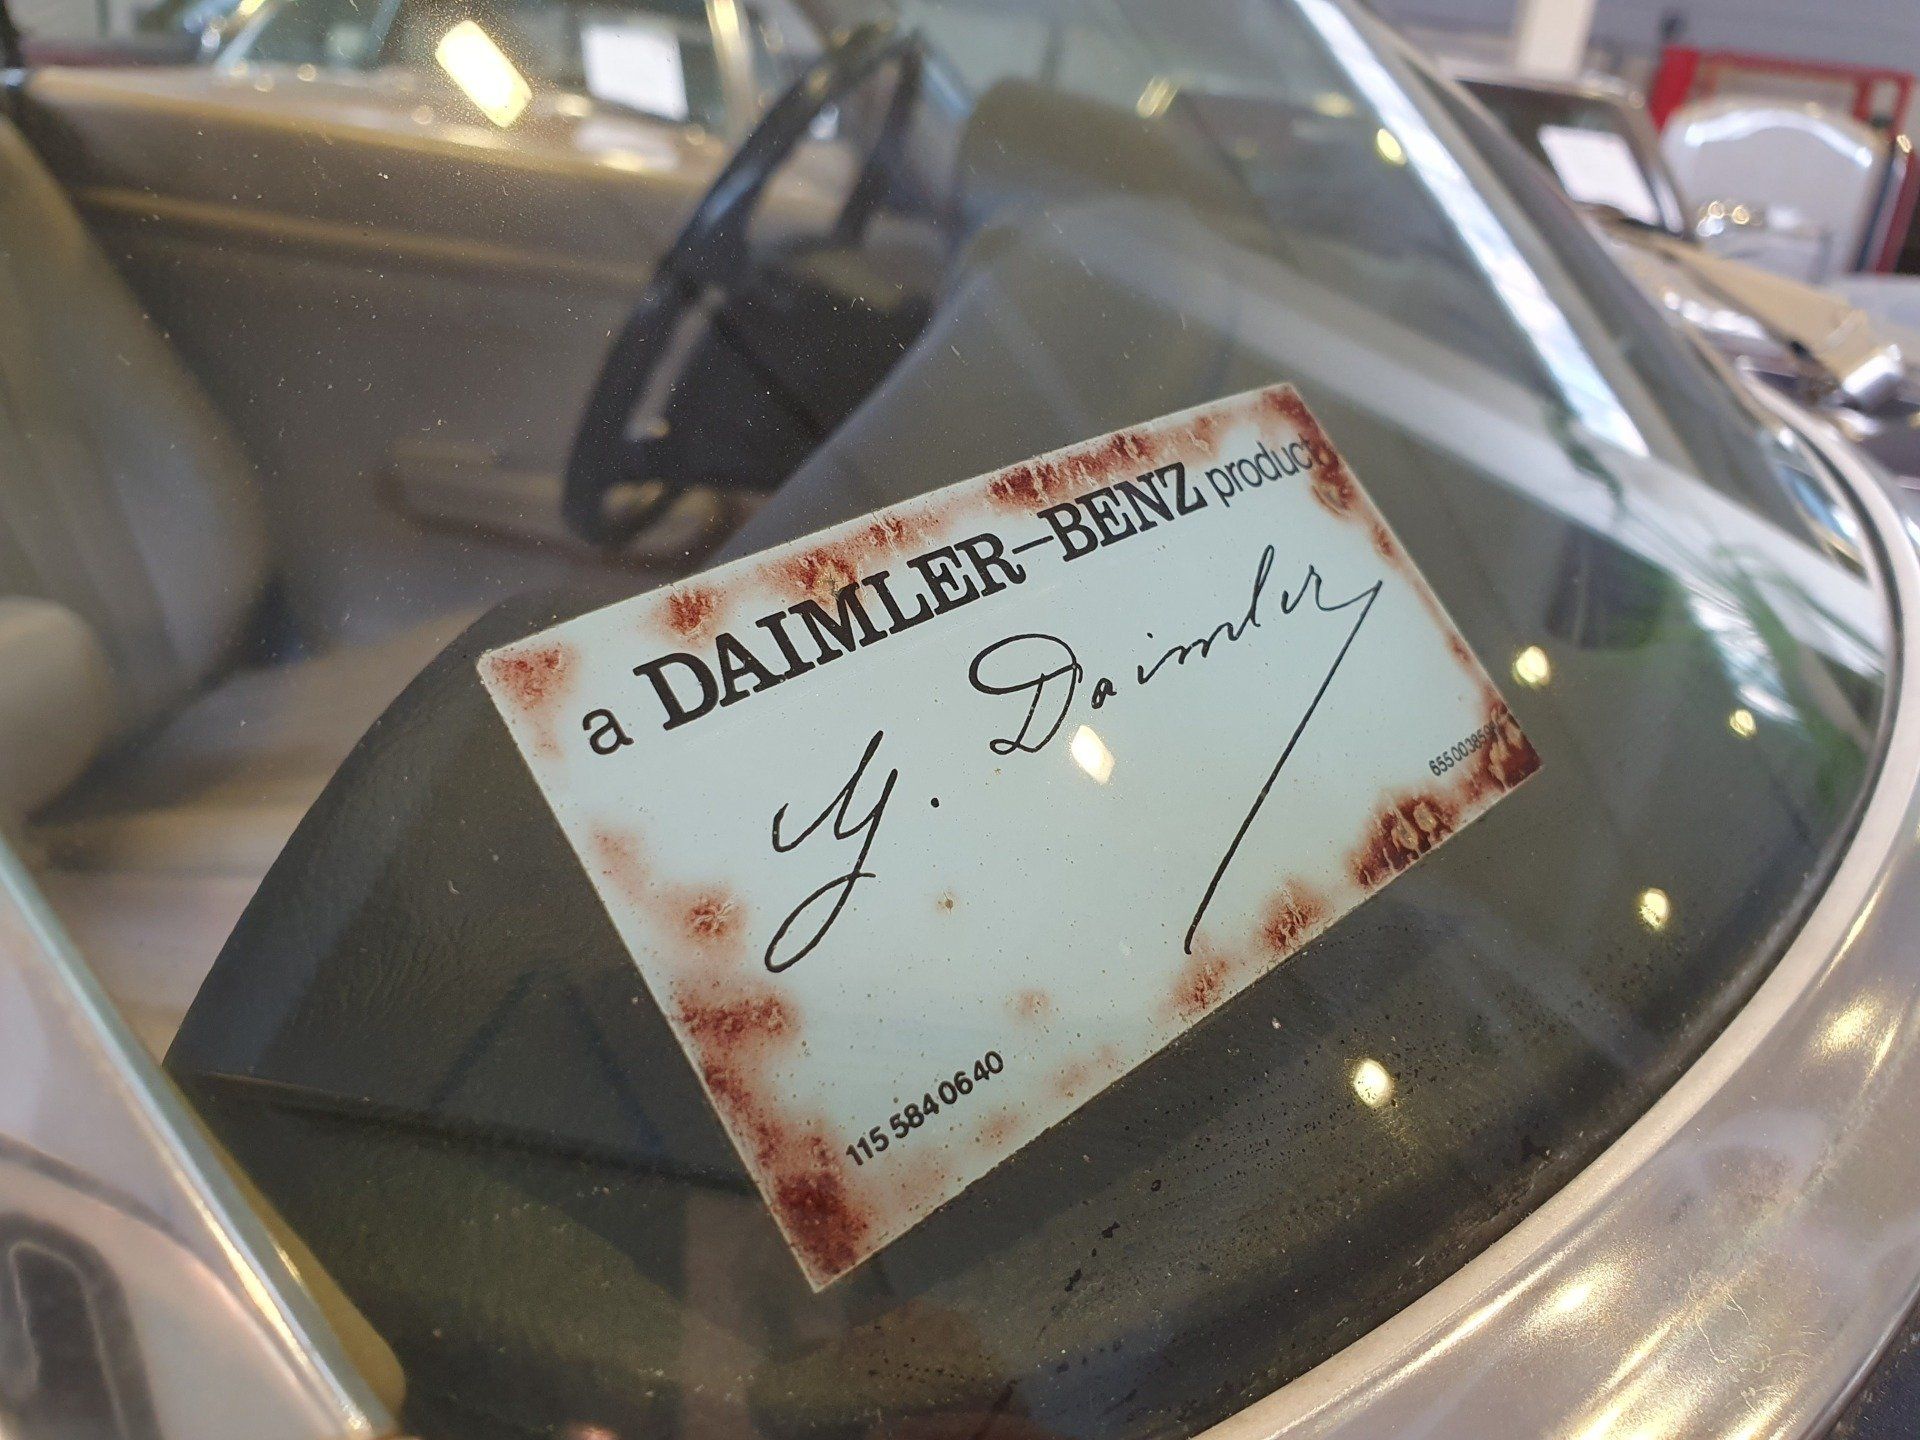 a DAIMLER-BENZ product
G. Daimler
115 584 06 40